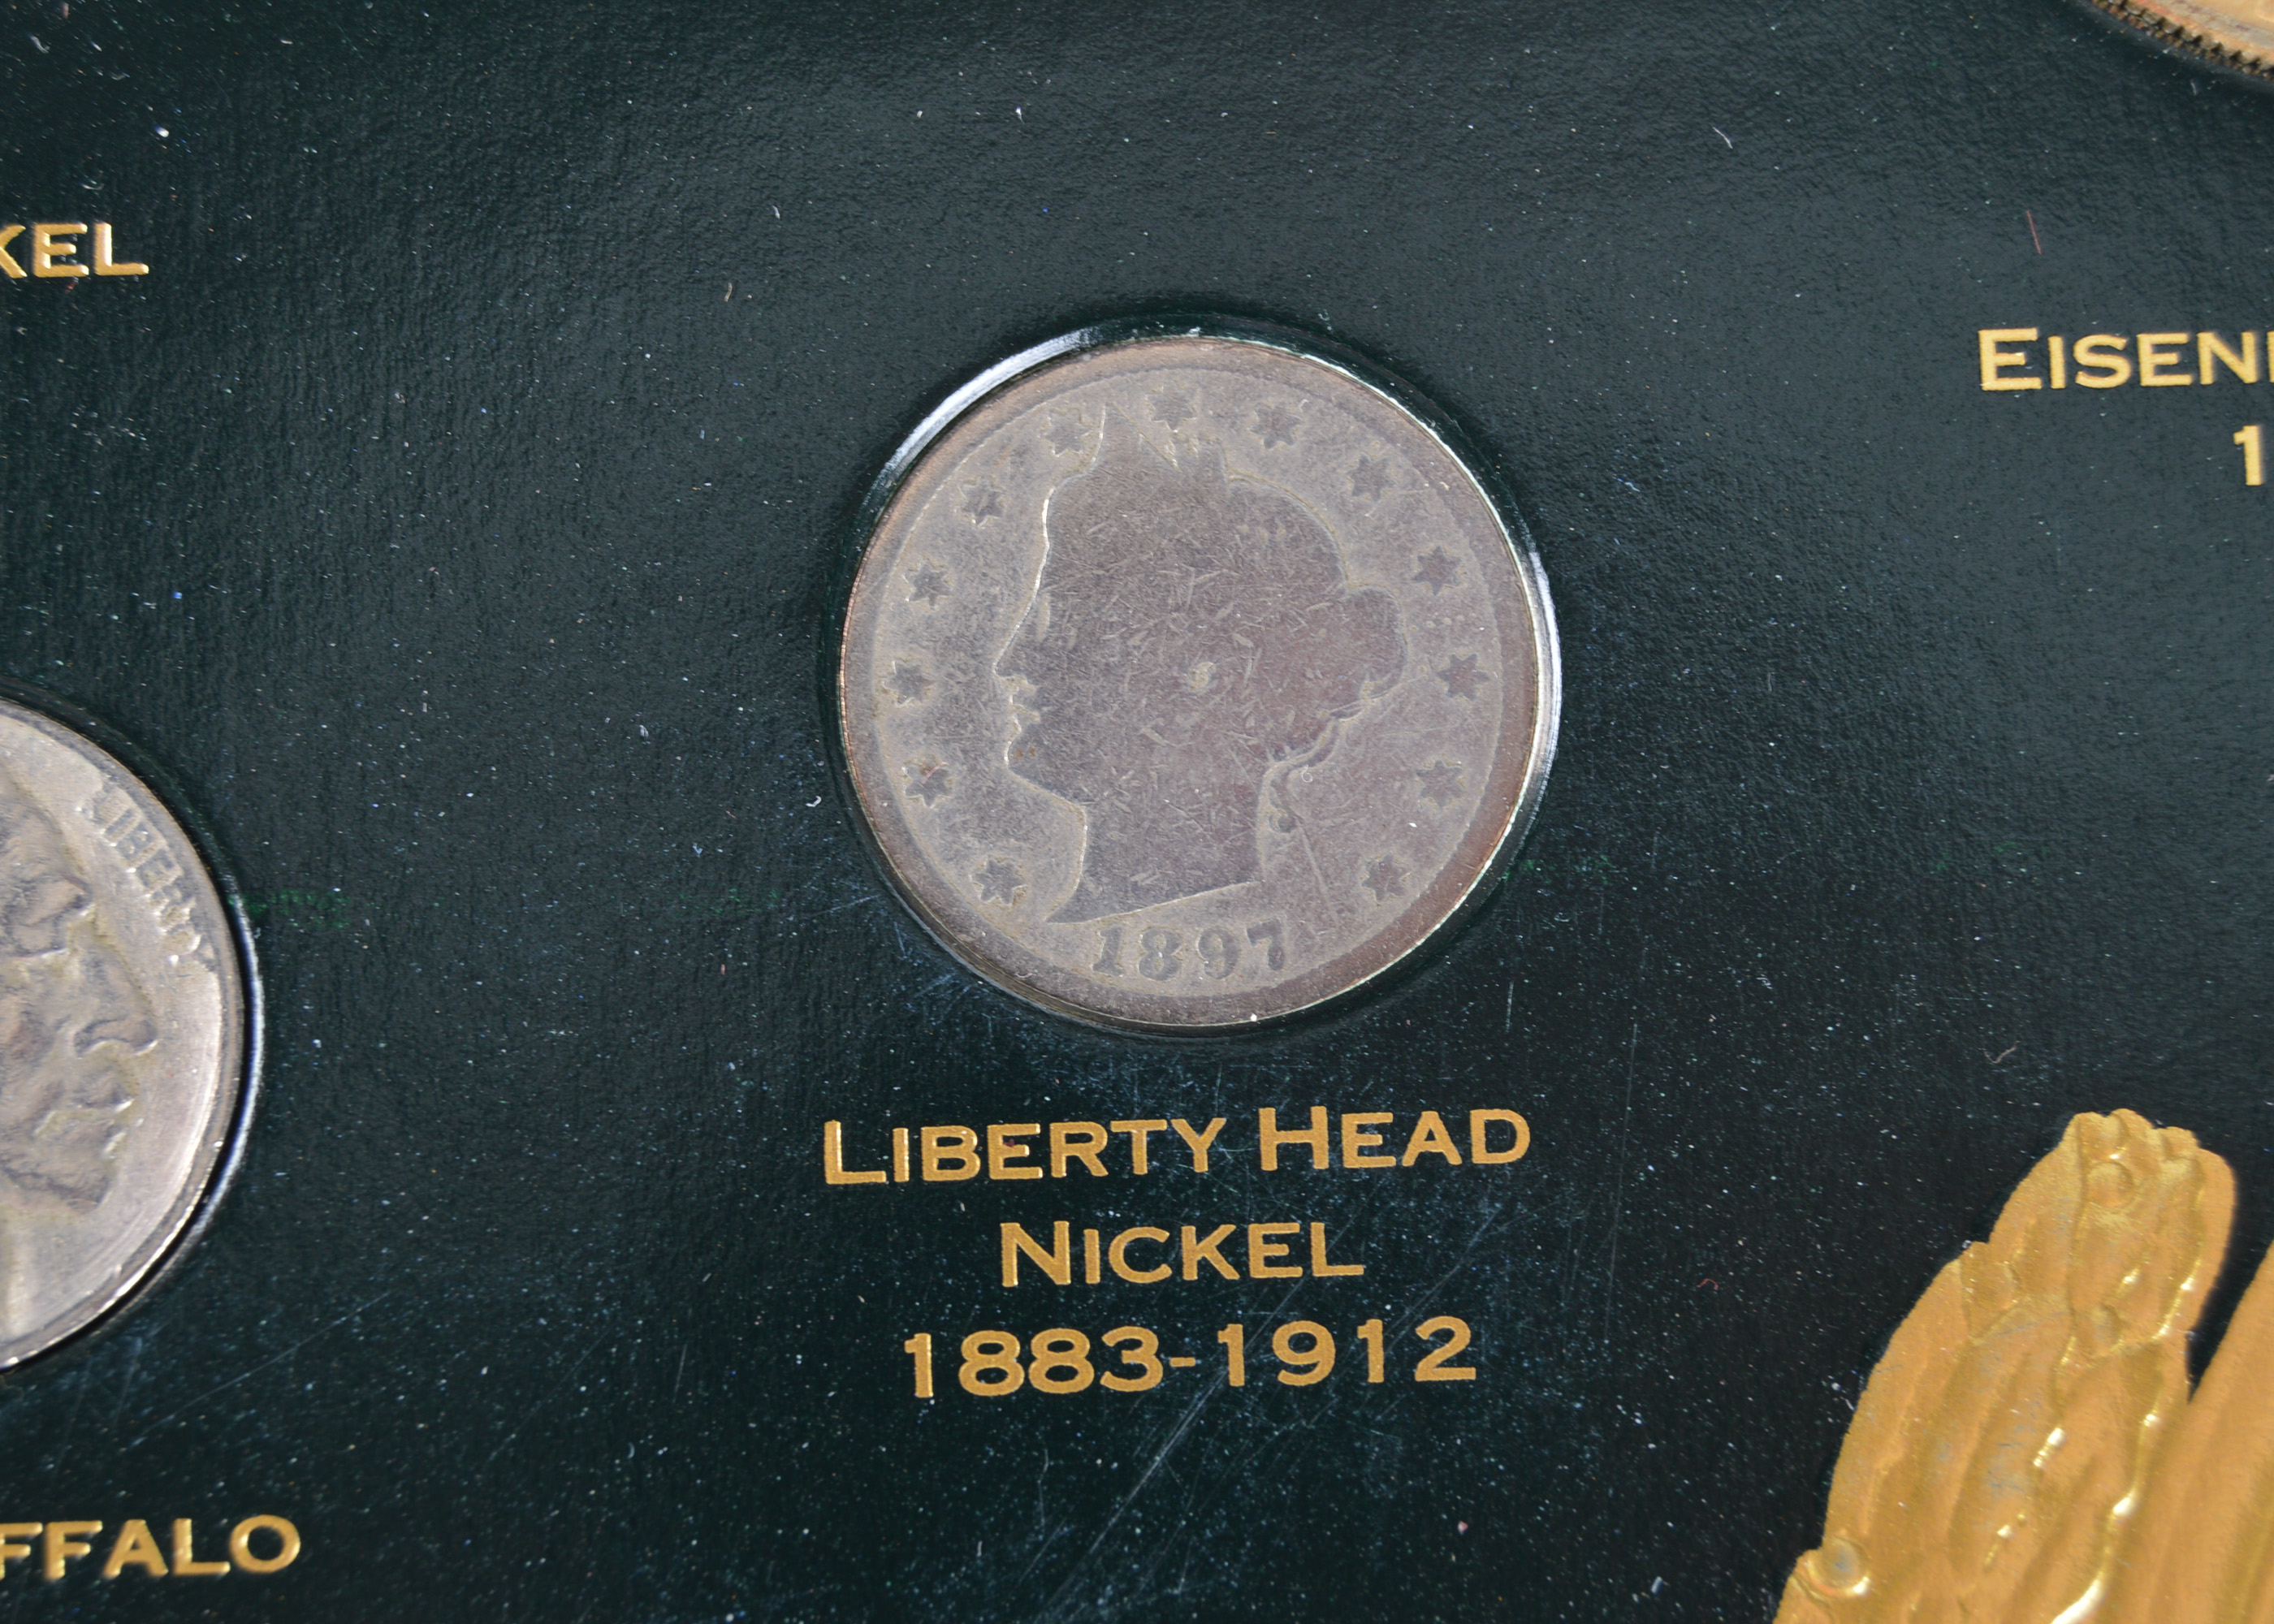 KEL
EISEN
1
LIBERTY
1897
LIBERTY HEAD
NICKEL
1883-1912
FFALO